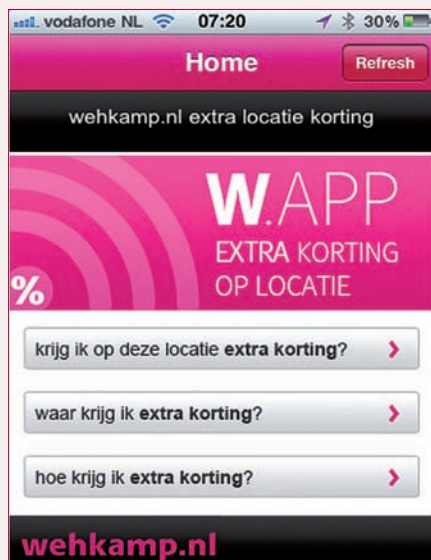 vodafone NL 07:20 30%
Home Refresh
wehkamp.nl extra locatie korting
W.APP
EXTRA KORTING
% OP LOCATIE
krijg ik op deze locatie extra korting?
waar krijg ik extra korting?
hoe krijg ik extra korting?
wehkamp.nl